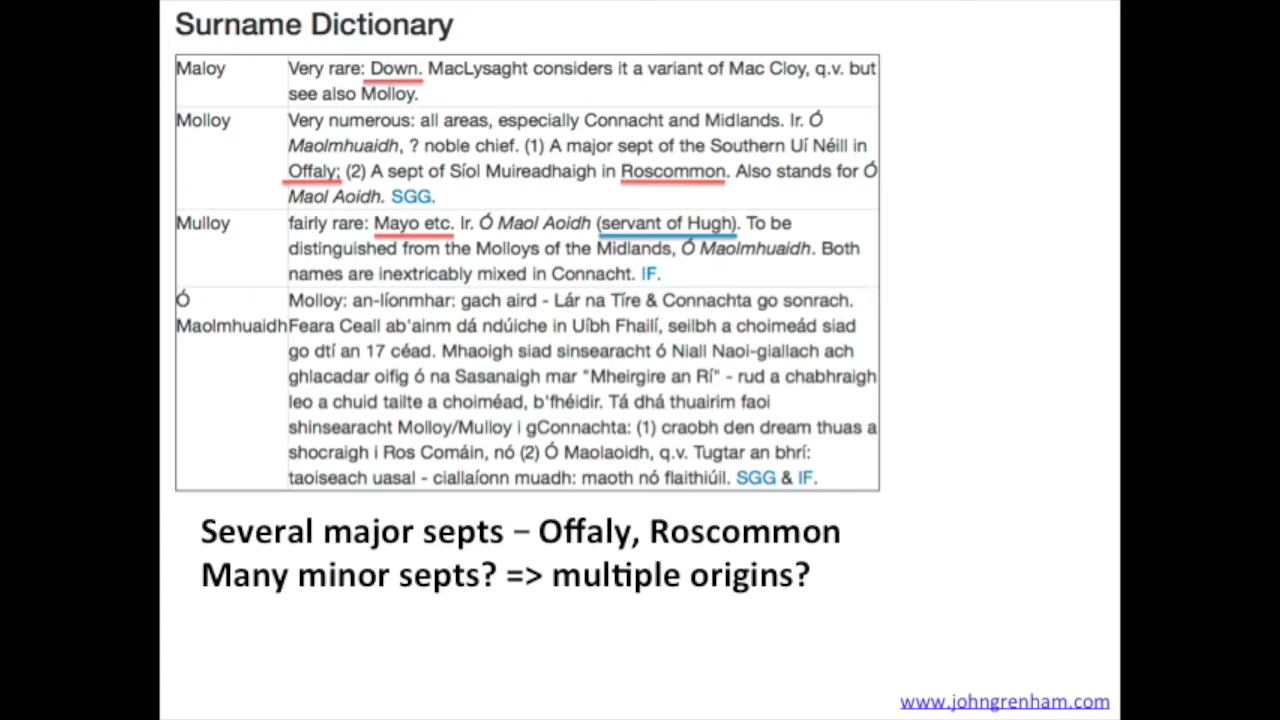 Surname Dictionary
Maloy Very rare: Down. MacLysaght considers it a variant of Mac Cloy, q.v. but
see also Molloy.
Molloy Very numerous: all areas, especially Connacht and Midlands. Ir. Ó
Maolmhuaidh, ? noble chief. (1) A major sept of the Southern Uí Néill in
Offaly; (2) A sept of Síol Muireadhaigh in Roscommon. Also stands for Ó
Maol Aoidh. SGG.
Mulloy fairly rare: Mayo etc. Ir. Ó Maol Aoidh (servant of Hugh). To be
distinguished from the Molloys of the Midlands, Ó Maolmhuaidh. Both
names are inextricably mixed in Connacht. IF.
Ó Molloy: an-líonmhar: gach aird - Lár na Tíre & Connachta go sonrach.
Maolmhuaidh Feara Ceall ab'ainm dá ndúiche in Uíbh Fhailí, seilbh a choimeád siad
go dtí an 17 céad. Mhaoigh siad sinsearacht ó Niall Naoi-giallach ach
ghlacadar oifig ó na Sasanaigh mar "Mheirgire an Rí" - rud a chabhraigh
leo a chuid tailte a choiméad, b'fhéidir. Tá dhá thuairim faoi
shinsearacht Molloy/Mulloy i gConnachta: (1) craobh den dream thuas a
shocraigh i Ros Comáin, nó (2) Ó Maolaoidh, q.v. Tugtar an bhrí:
taoiseach uasal - ciallaíonn muadh: maoth nó flaithiúil. SGG & IF.
Several major septs – Offaly, Roscommon
Many minor septs? => multiple origins?
www.johngrenham.com